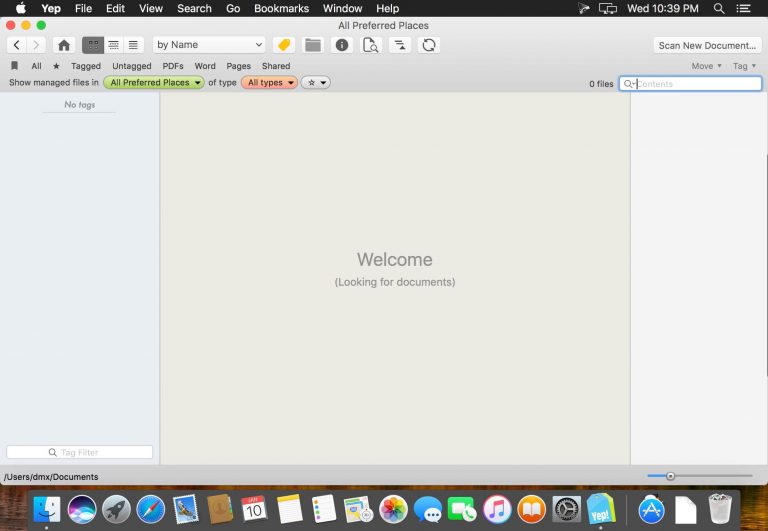 Yep File Edit View Search Go Bookmarks Window Help Wed 10:39 PM
All Preferred Places
by Name Scan New Document...
All ★ Tagged Untagged PDFs Word Pages Shared Move ▼ Tag ▼
Show managed files in All Preferred Places ▼ of type All types ▼ ☆ ▼ 0 files Contents
No tags
Welcome
(Looking for documents)
Tag Filter
/Users/dmx/Documents
JAN
10
Yep!